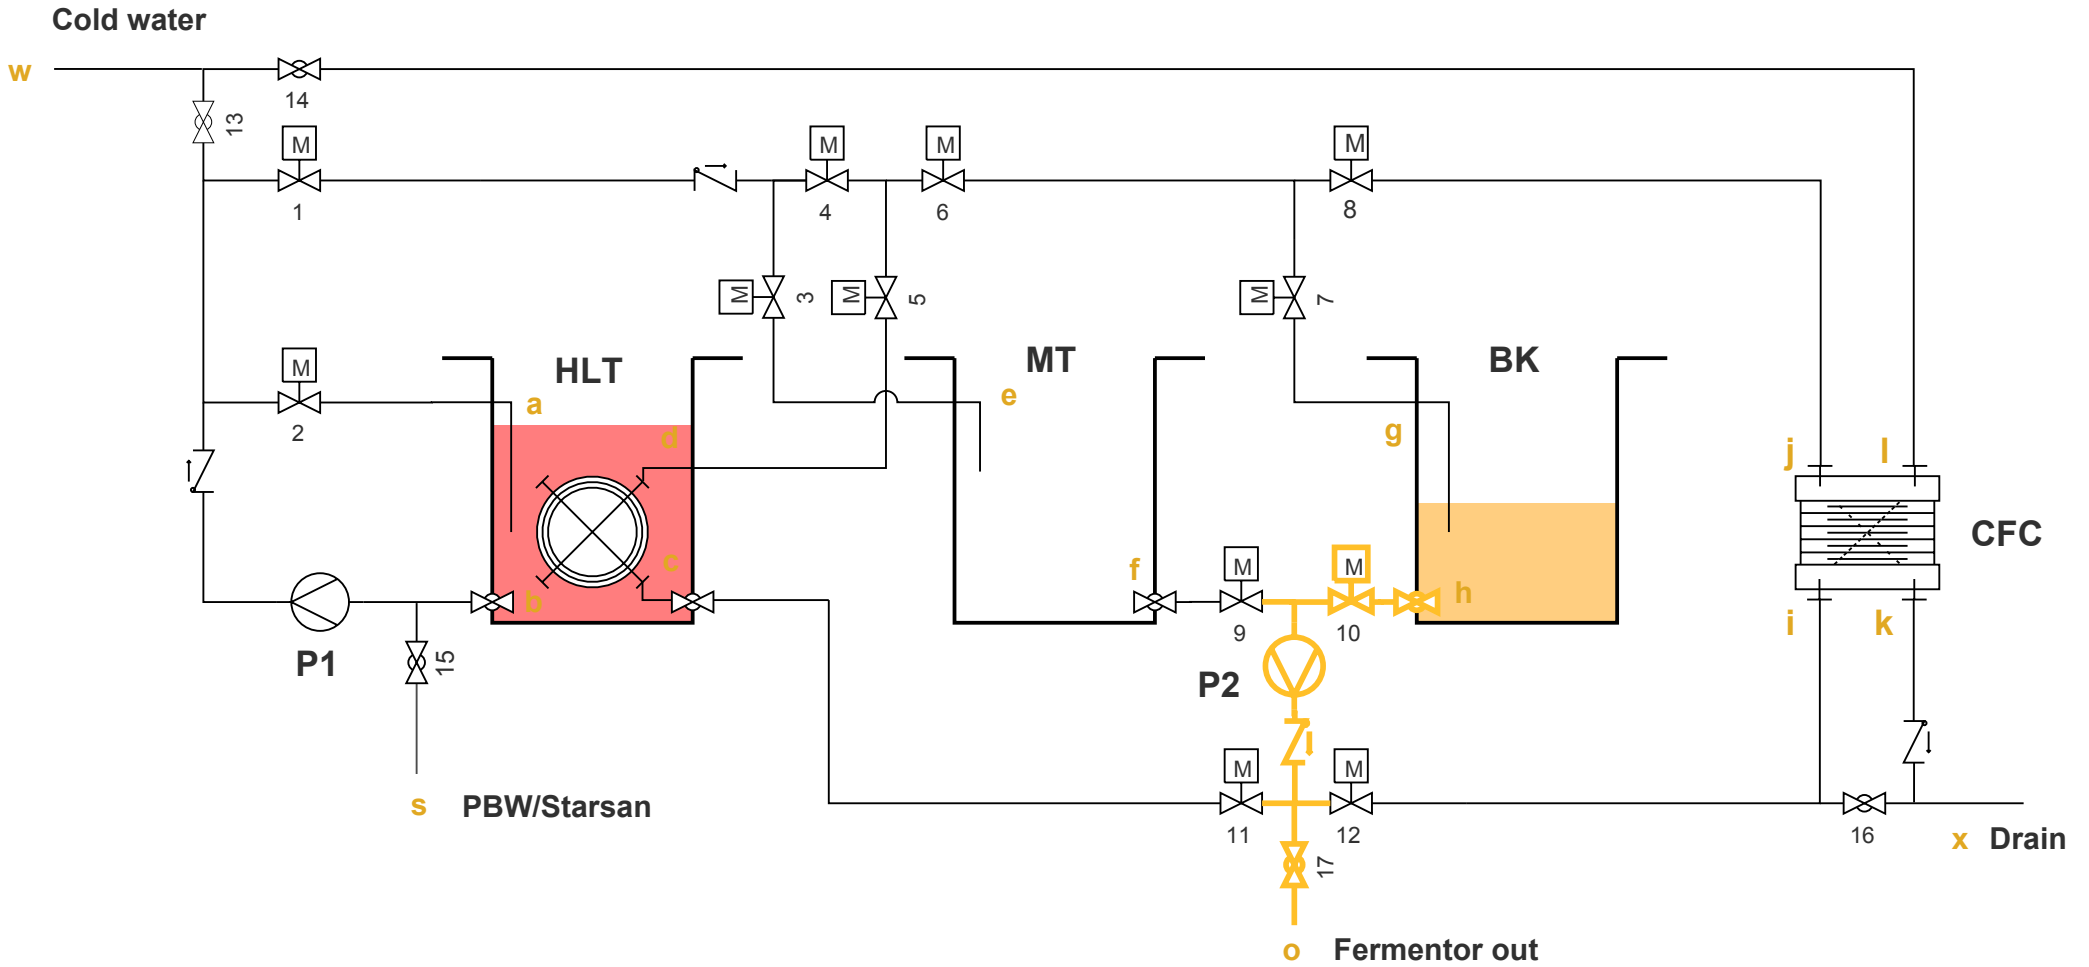 Cold water
w
14
13
M
M
M
M
1
4
6
8
M
3
M
5
M
7
M
HLT
MT
BK
a
e
2
d
g
j
l
CFC
c
f
M
M
b
h
9
10
i
k
P1
15
P2
M
M
s
PBW/Starsan
11
12
16
17
x
Drain
o
Fermentor out